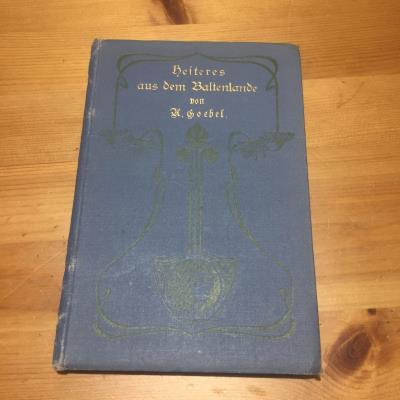 Heiteres
aus dem Baltenlande
von
A. Goebel.